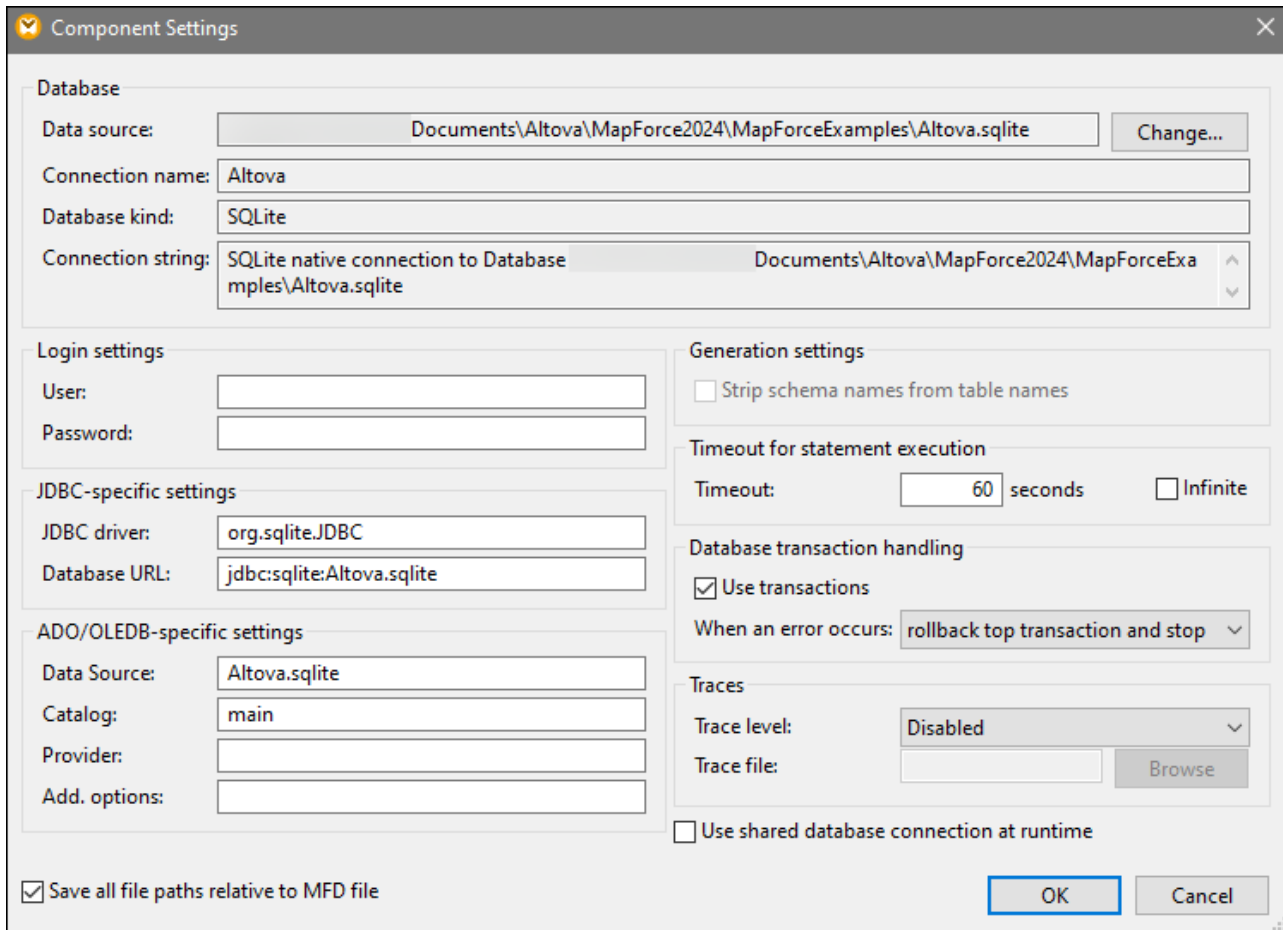 Component Settings
Database
Data source: Documents\Altova\MapForce2024\MapForceExamples\Altova.sqlite Change...
Connection name: Altova
Database kind: SQLite
Connection string: SQLite native connection to Database Documents\Altova\MapForce2024\MapForceExa
mples\Altova.sqlite
Login settings
User:
Password:
JDBC-specific settings
JDBC driver: org.sqlite.JDBC
Database URL: jdbc:sqlite:Altova.sqlite
ADO/OLEDB-specific settings
Data Source: Altova.sqlite
Catalog: main
Provider:
Add. options:
Generation settings
Strip schema names from table names
Timeout for statement execution
Timeout: 60 seconds Infinite
Database transaction handling
Use transactions
When an error occurs: rollback top transaction and stop
Traces
Trace level: Disabled
Trace file: Browse
Use shared database connection at runtime
Save all file paths relative to MFD file
OK Cancel